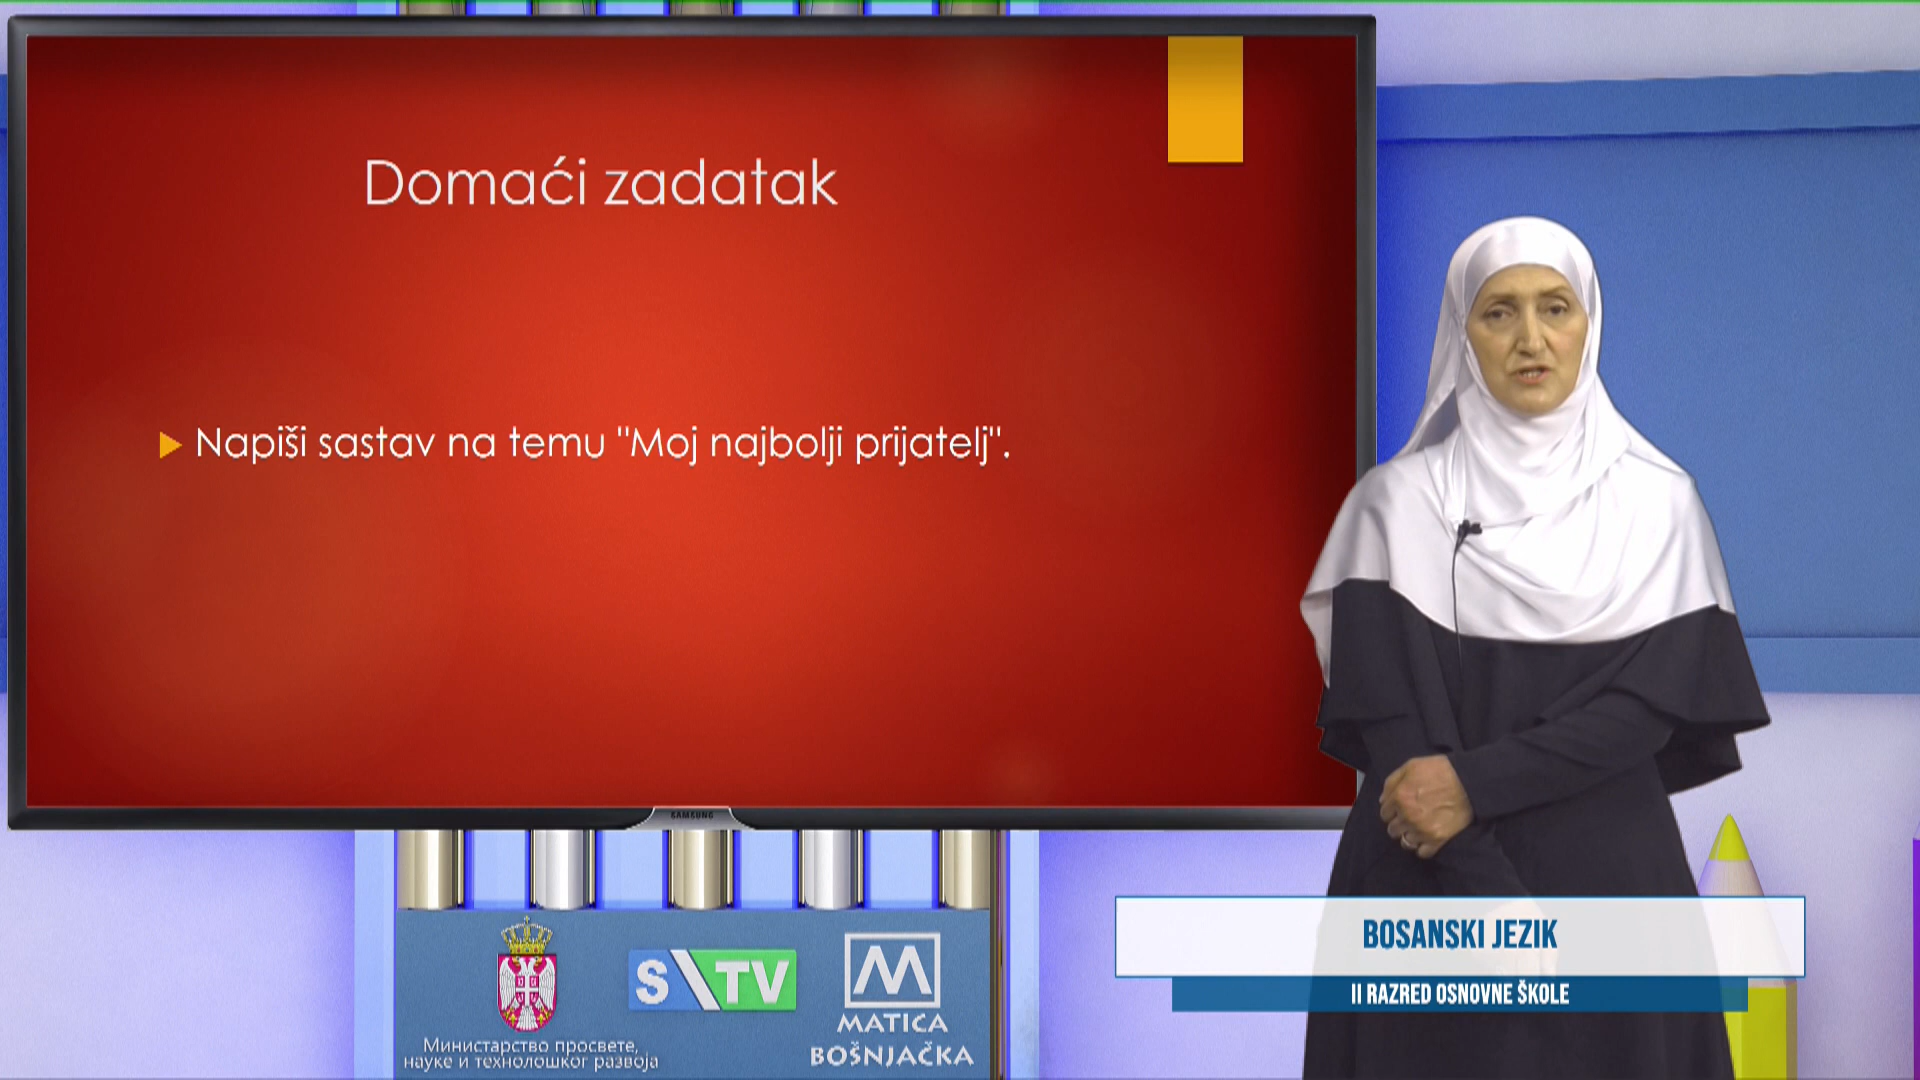 Domaći zadatak
Napiši sastav na temu "Moj najbolji prijatelj".
SAMSUNG
S TV
MATICA
BOŠNJAČKA
Министарство просвете,
науке и технолошког развоја
BOSANSKI JEZIK
II RAZRED OSNOVNE ŠKOLE